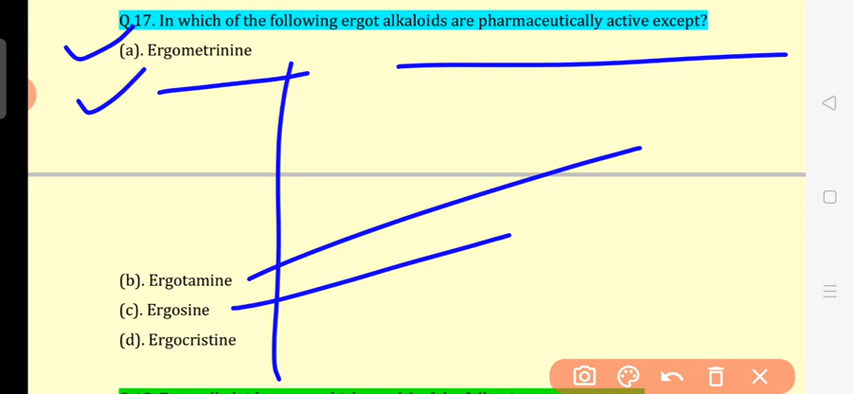 Q.17. In which of the following ergot alkaloids are pharmaceutically active except?
(a). Ergometrinine
(b). Ergotamine
(c). Ergosine
(d). Ergocristine